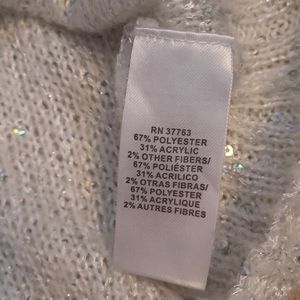 RN 37763
67% POLYESTER
31% ACRYLIC
2% OTHER FIBERS/
67% POLIÉSTER
31% ACRILICO
2% OTRAS FIBRAS/
67% POLYESTER
31% ACRYLIQUE
2% AUTRES FIBRES